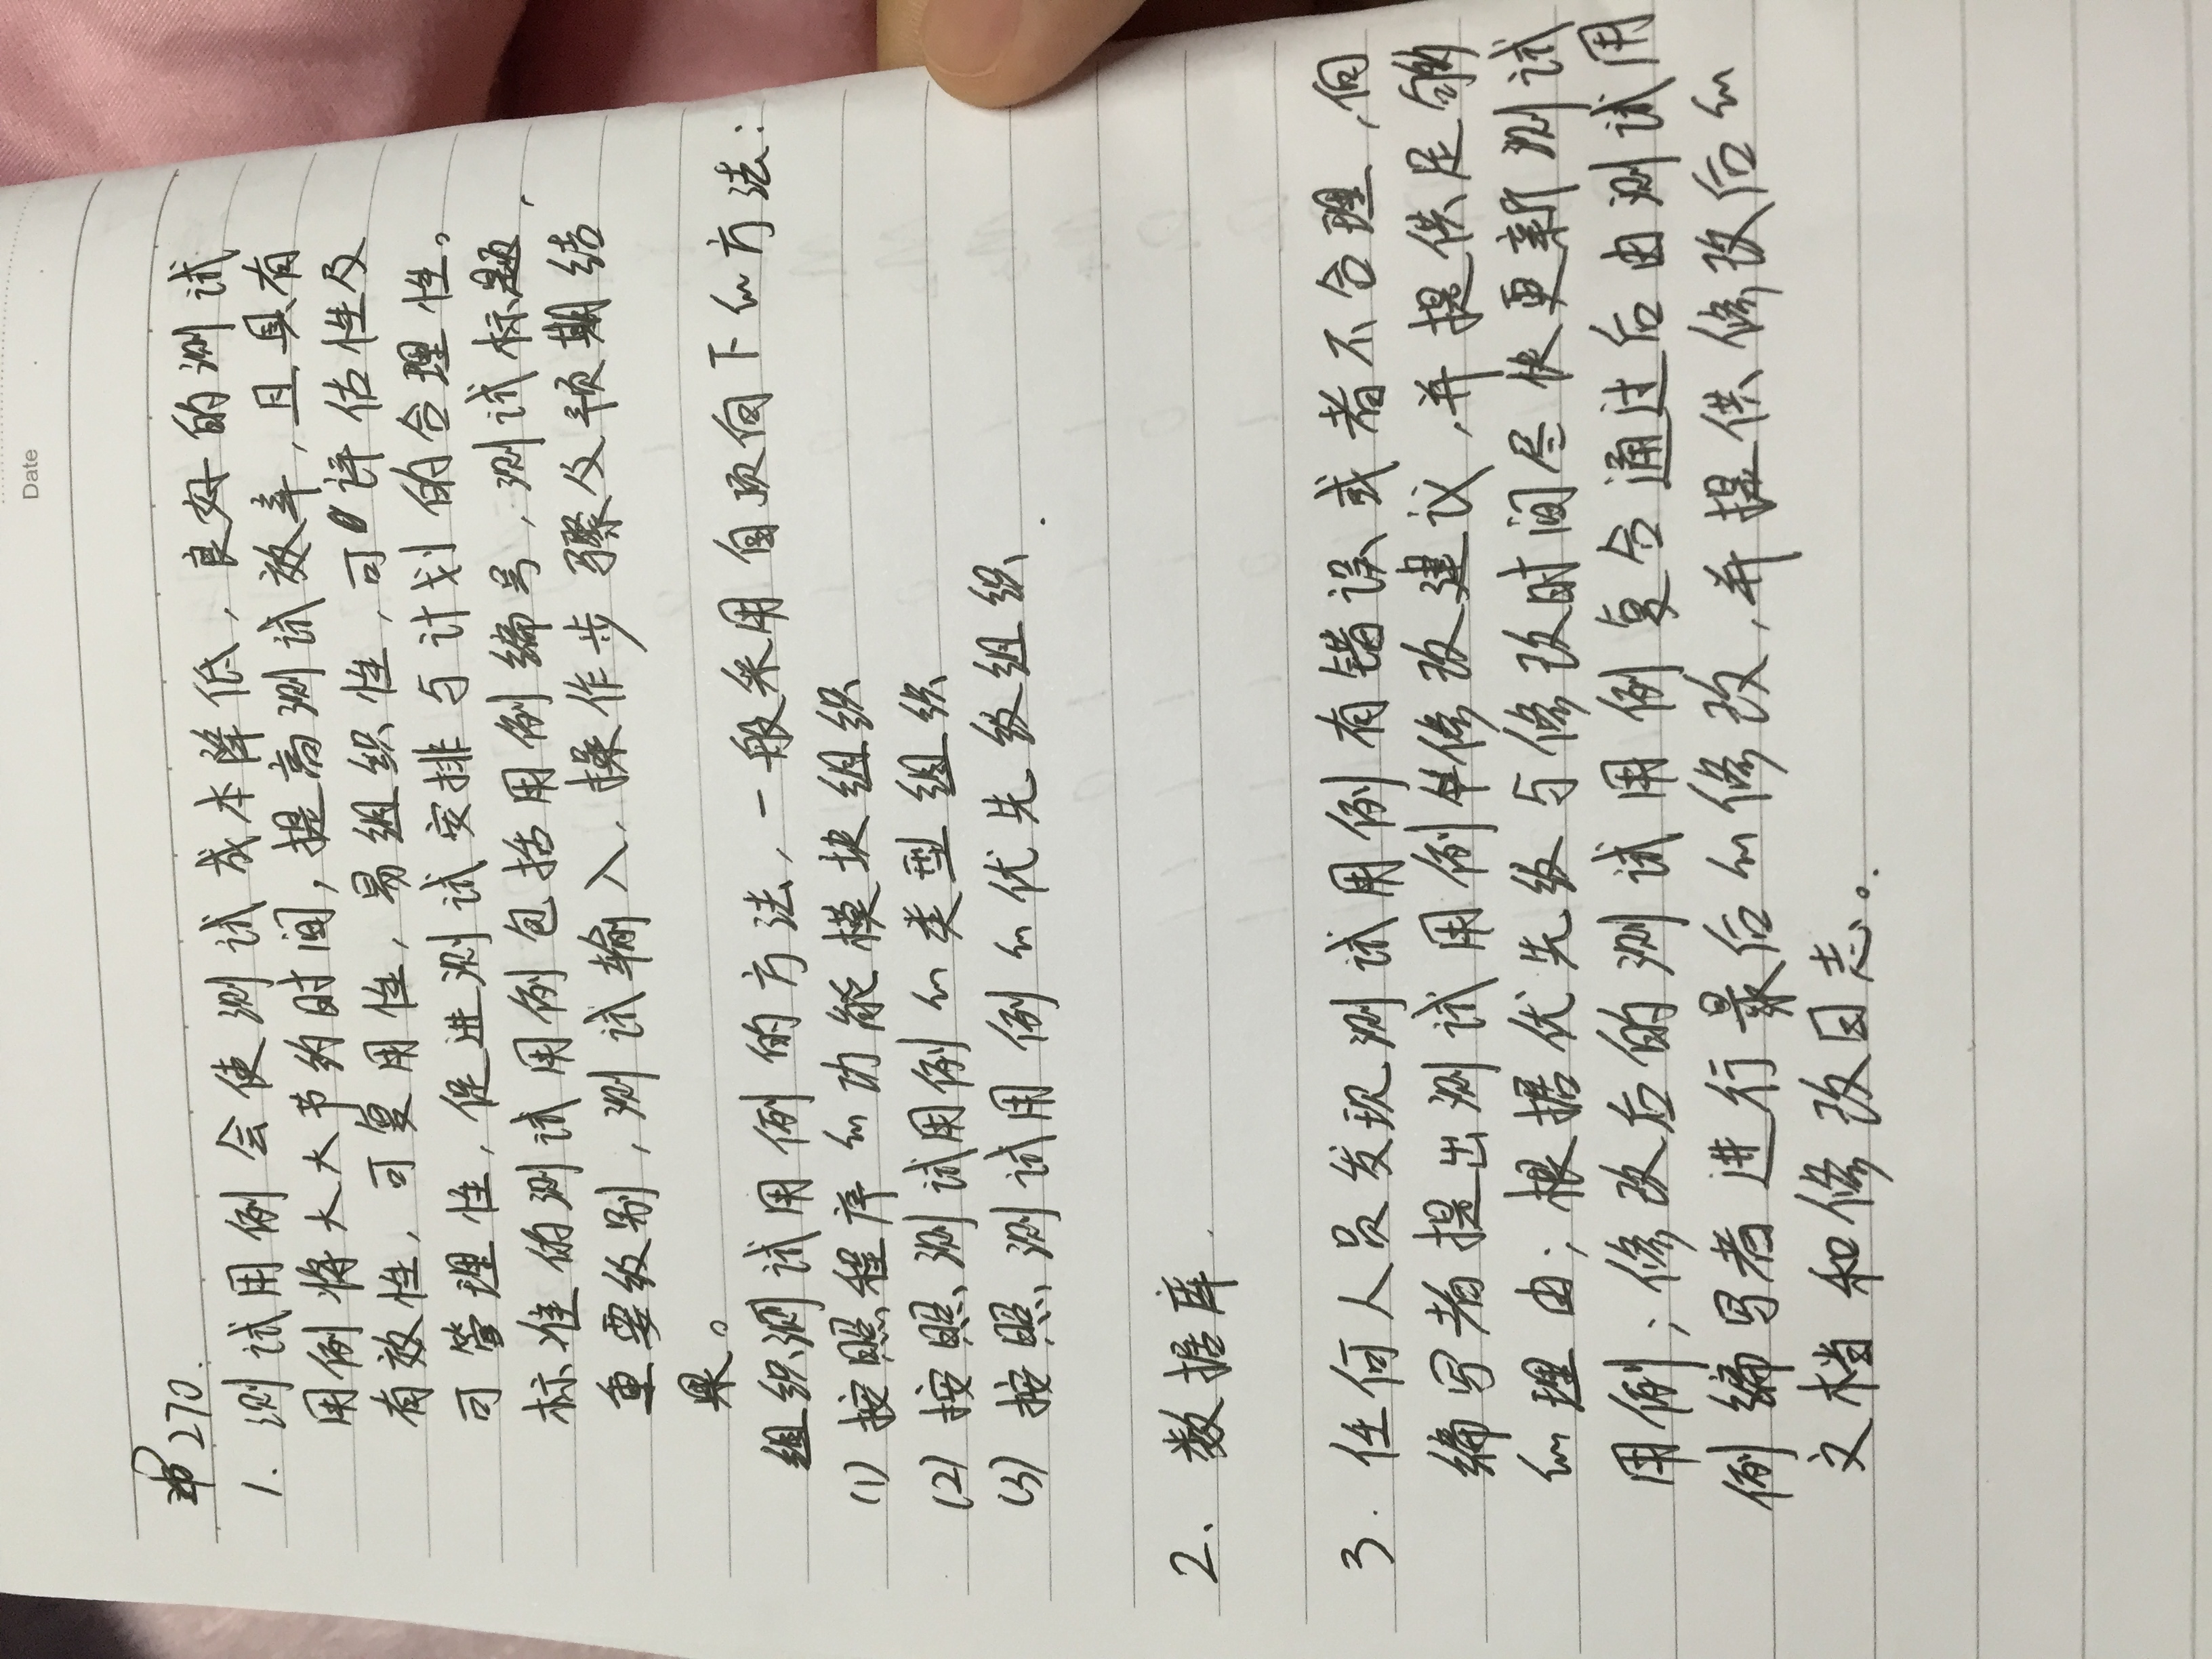 Date
P270.
1. 测试用例会使测试成本降低,良好的测试
用例将大大节约时间,提高测试效率,且具有
有效性,可复用性,易组织性,可评估性及
可管理性,促进测试安排与计划的合理性。
标准的测试用例包括用例编号,测试标题,
重要级别,测试输入,操作步骤及预期结
果。
组织测试用例的方法,一般采用自顶向下的方法:
(1) 按照程序的功能模块组织
(2) 按照测试用例的类型组织
(3) 按照测试用例的优先级组织.
2. 数据库.
3. 任何人员发现测试用例有错误或者不合理,向
编写者提出测试用例修改建议,并提供足够
的理由;根据优先级与修改时间尽快更新测试
用例;修改后的测试用例复合通过后由测试用
例编写者进行最后的修改,并提供修改后的
文档和修改日志。